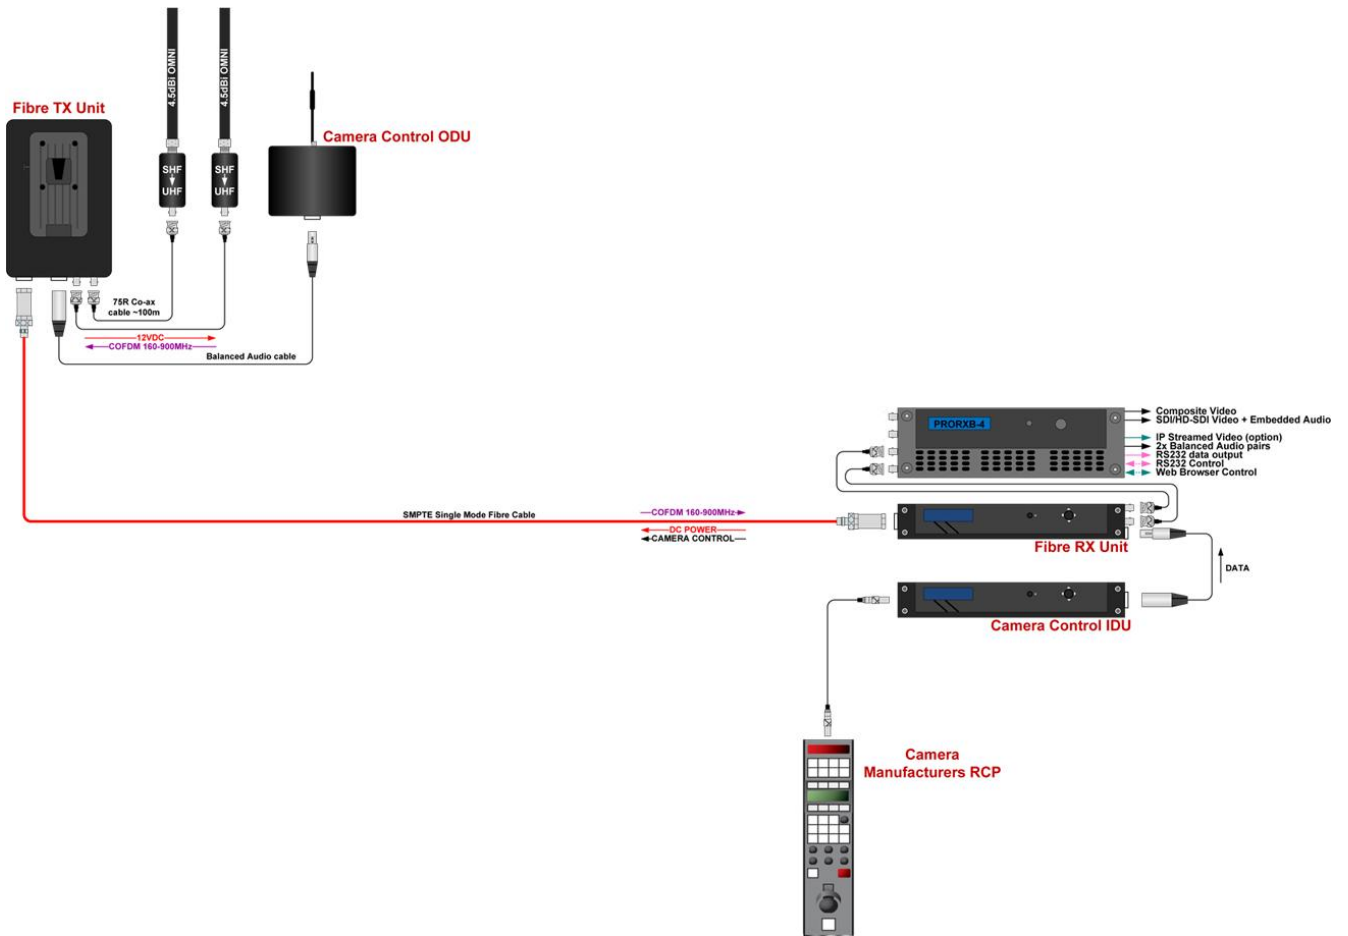 4.5dBi OMNI
4.5dBi OMNI
Fibre TX Unit
Camera Control ODU
SHF
UHF
SHF
UHF
75R Co-ax
cable ~100m
12VDC
COFDM 160-900MHz
Balanced Audio cable
PRORXB-4
Composite Video
SDI/HD-SDI Video + Embedded Audio
IP Streamed Video (option)
2x Balanced Audio pairs
RS232 data output
RS232 Control
Web Browser Control
SMPTE Single Mode Fibre Cable
COFDM 160-900MHz
DC POWER
CAMERA CONTROL
Fibre RX Unit
DATA
Camera Control IDU
Camera
Manufacturers RCP